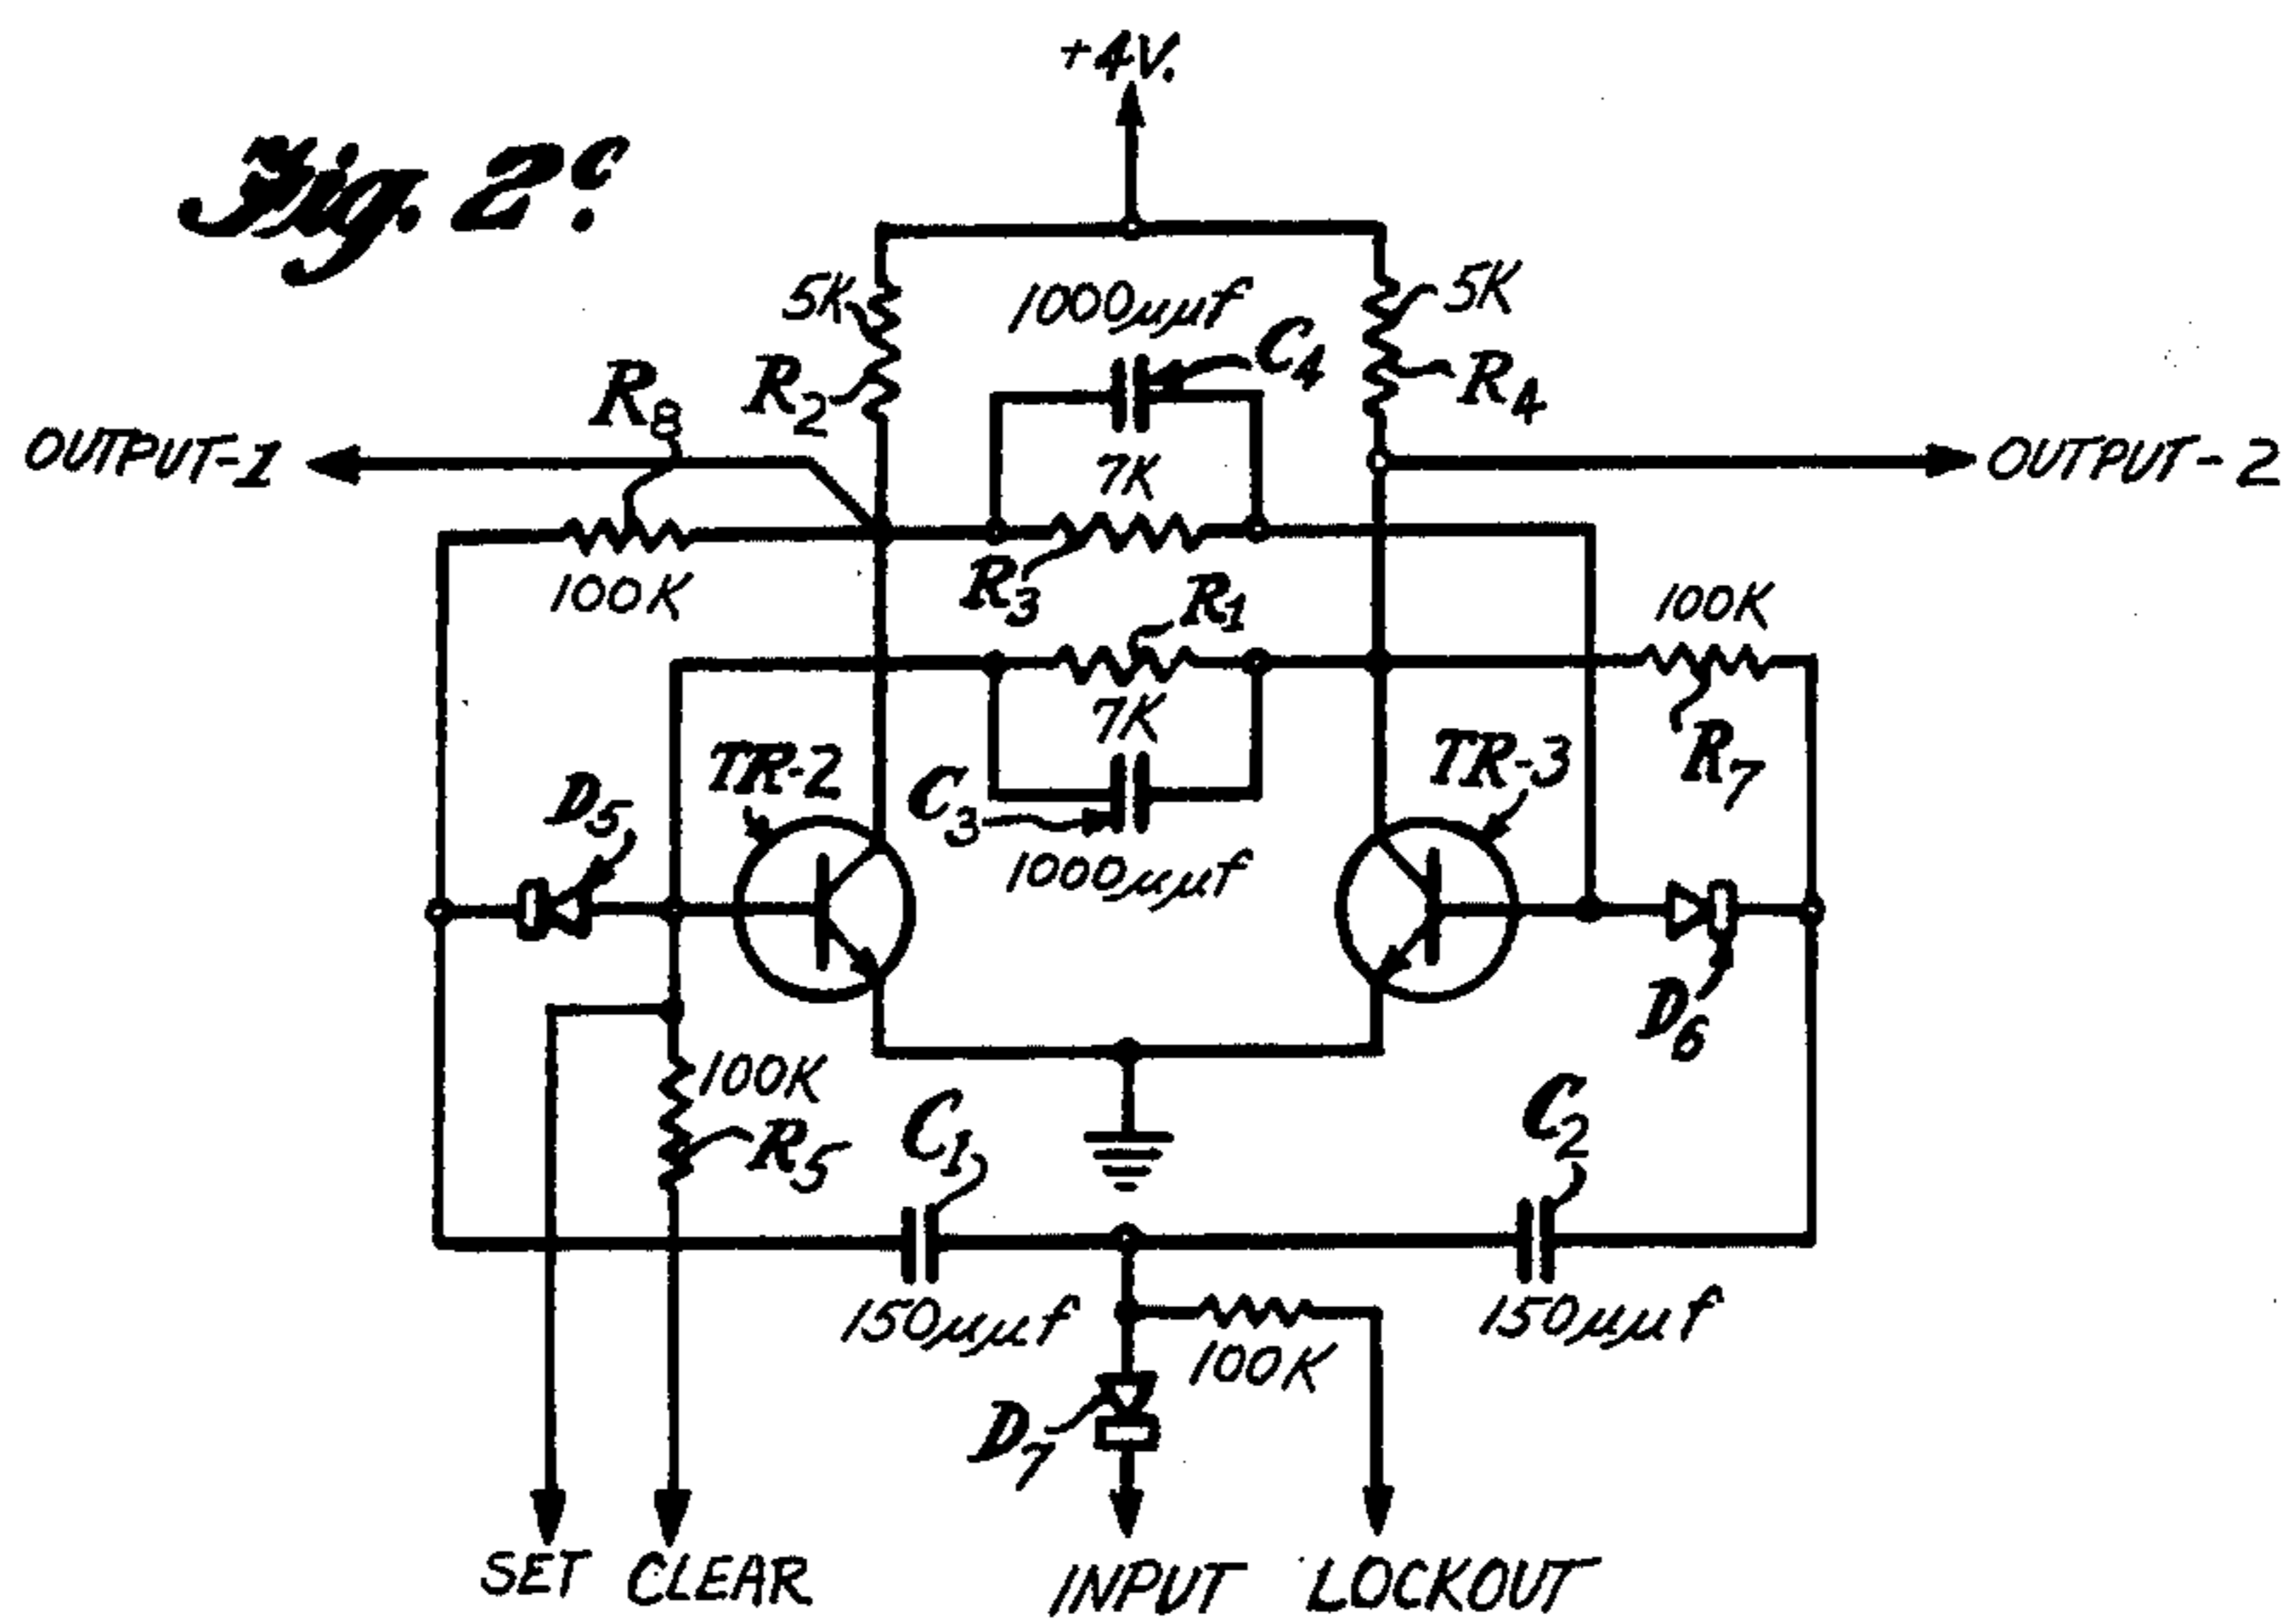 +4V.
Fig. 2c.
5K
1000µµf
5K
C4
R8
R2
R4
OUTPUT-1
7K
OUTPUT-2
100K
R3
R1
100K
7K
TR-2
TR-3
R7
D5
C3
1000µµf
D6
100K
R5
C1
C2
150µµf
150µµf
100K
D7
SET
CLEAR
INPUT
LOCKOUT